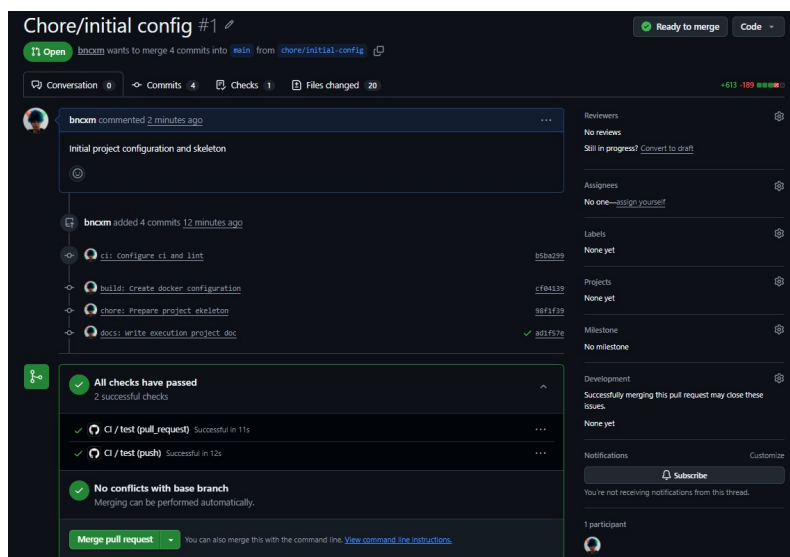 Chore/initial config #1
Ready to merge
Code
Open
bncxm wants to merge 4 commits into main from chore/initial-config
Conversation 0
Commits 4
Checks 1
Files changed 20
+613 -189
bncxm commented 2 minutes ago
Initial project configuration and skeleton
bncxm added 4 commits 12 minutes ago
ci: Configure ci and lint b5ba299
build: Create docker configuration cf04139
chore: Prepare project ekeleton 98f1f39
docs: Write execution project doc ad1f57e
All checks have passed
2 successful checks
CI / test (pull_request) Successful in 11s
CI / test (push) Successful in 12s
No conflicts with base branch
Merging can be performed automatically.
Merge pull request
You can also merge this with the command line. View command line instructions.
Reviewers
No reviews
Still in progress? Convert to draft
Assignees
No one—assign yourself
Labels
None yet
Projects
None yet
Milestone
No milestone
Development
Successfully merging this pull request may close these
issues.
None yet
Notifications Customize
Subscribe
You're not receiving notifications from this thread.
1 participant